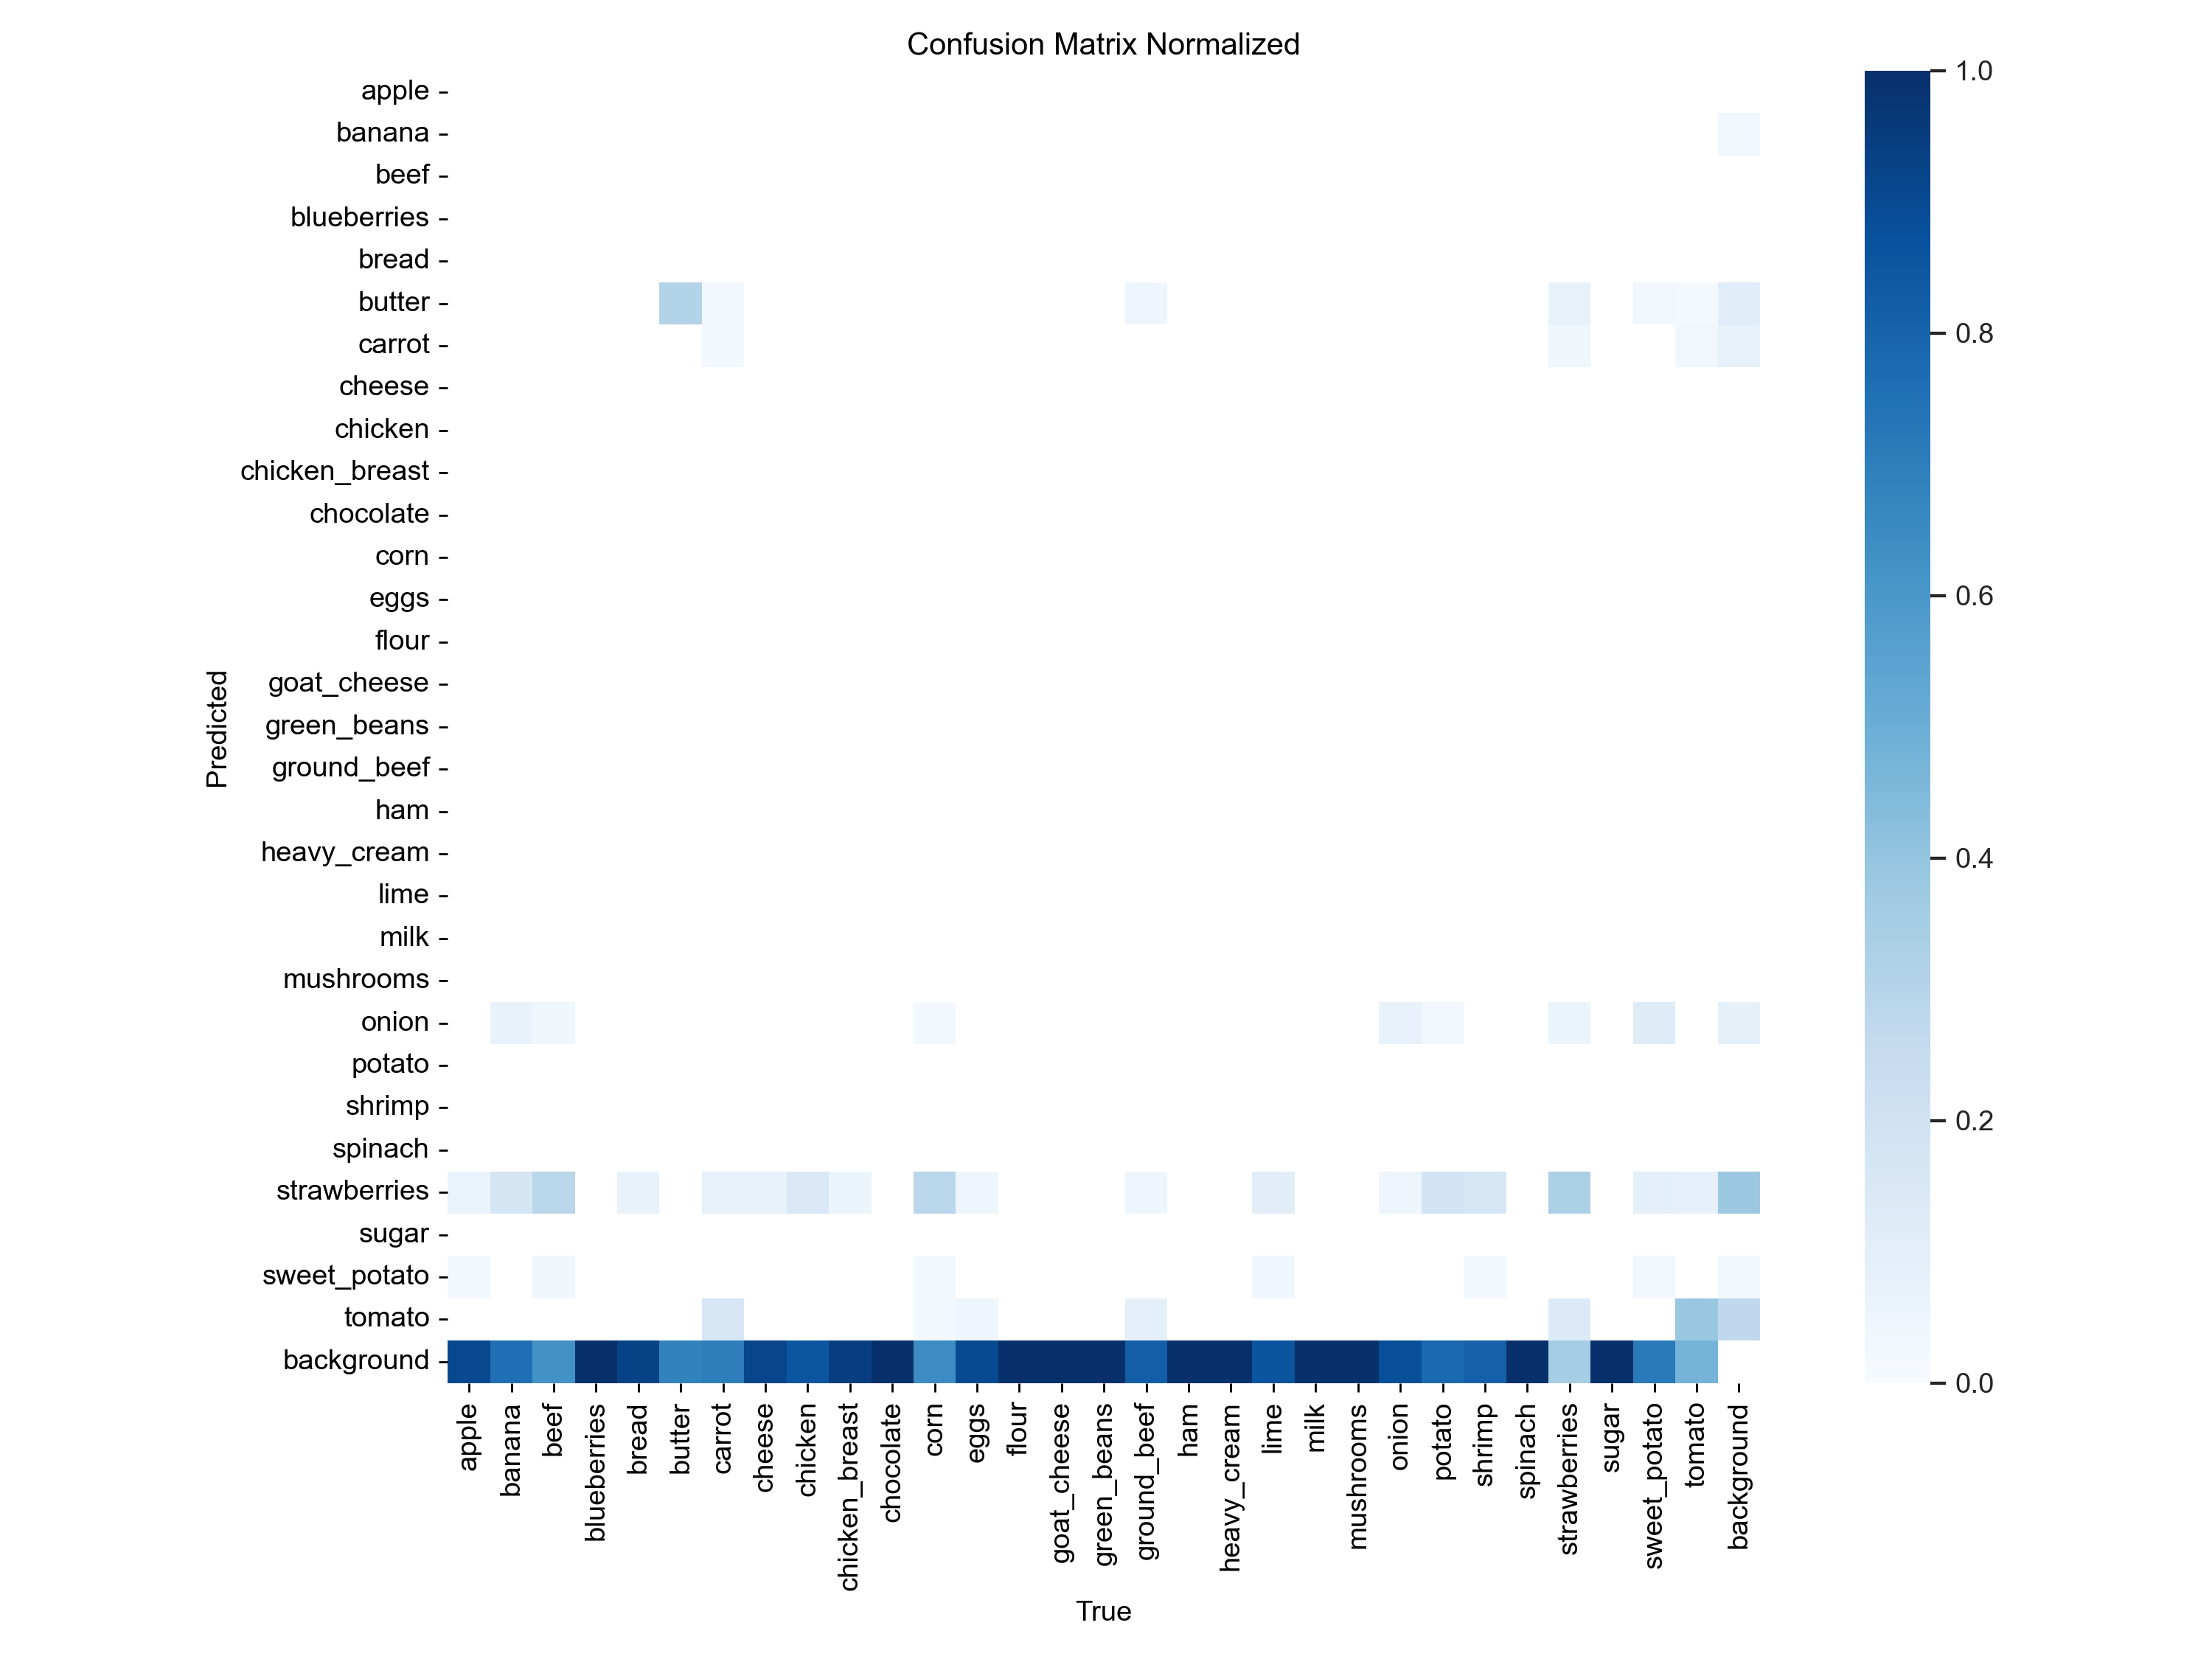 Confusion Matrix Normalized
apple
banana
beef
blueberries
bread
butter
carrot
cheese
chicken
chicken_breast
chocolate
corn
eggs
flour
goat_cheese
green_beans
ground_beef
ham
heavy_cream
lime
milk
mushrooms
onion
potato
shrimp
spinach
strawberries
sugar
sweet_potato
tomato
background
Predicted
apple
banana
beef
blueberries
bread
butter
carrot
cheese
chicken
chicken_breast
chocolate
corn
eggs
flour
goat_cheese
green_beans
ground_beef
ham
heavy_cream
lime
milk
mushrooms
onion
potato
shrimp
spinach
strawberries
sugar
sweet_potato
tomato
background
True
1.0
0.8
0.6
0.4
0.2
0.0